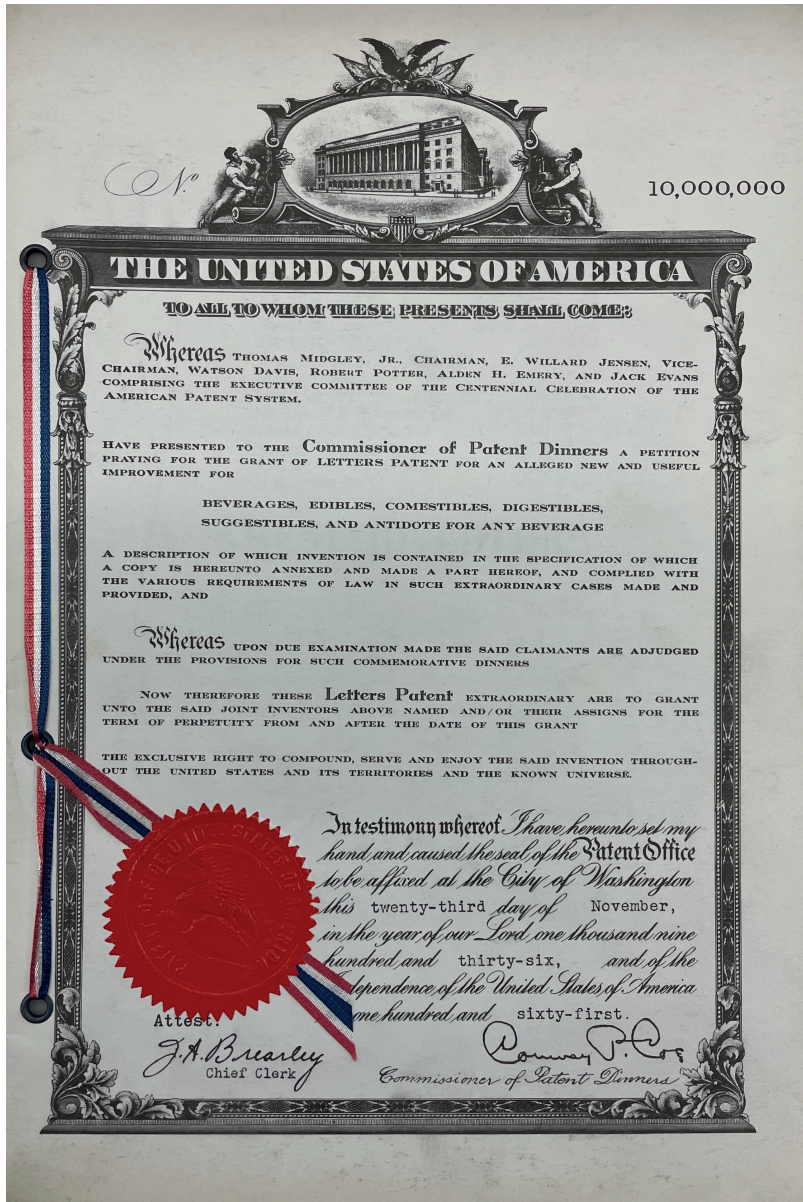 No.
10,000,000
THE UNITED STATES OF AMERICA
TO ALL TO WHOM THESE PRESENTS SHALL COME:
Whereas THOMAS MIDGLEY, JR., CHAIRMAN, E. WILLARD JENSEN, VICE-
CHAIRMAN, WATSON DAVIS, ROBERT POTTER, ALDEN H. EMERY, AND JACK EVANS
COMPRISING THE EXECUTIVE COMMITTEE OF THE CENTENNIAL CELEBRATION OF THE
AMERICAN PATENT SYSTEM.
HAVE PRESENTED TO THE Commissioner of Patent Dinners A PETITION
PRAYING FOR THE GRANT OF LETTERS PATENT FOR AN ALLEGED NEW AND USEFUL
IMPROVEMENT FOR
BEVERAGES, EDIBLES, COMESTIBLES, DIGESTIBLES,
SUGGESTIBLES, AND ANTIDOTE FOR ANY BEVERAGE
A DESCRIPTION OF WHICH INVENTION IS CONTAINED IN THE SPECIFICATION OF WHICH
A COPY IS HEREUNTO ANNEXED AND MADE A PART HEREOF, AND COMPLIED WITH
THE VARIOUS REQUIREMENTS OF LAW IN SUCH EXTRAORDINARY CASES MADE AND
PROVIDED, AND
Whereas UPON DUE EXAMINATION MADE THE SAID CLAIMANTS ARE ADJUDGED
UNDER THE PROVISIONS FOR SUCH COMMEMORATIVE DINNERS
NOW THEREFORE THESE Letters Patent EXTRAORDINARY ARE TO GRANT
UNTO THE SAID JOINT INVENTORS ABOVE NAMED AND/OR THEIR ASSIGNS FOR THE
TERM OF PERPETUITY FROM AND AFTER THE DATE OF THIS GRANT
THE EXCLUSIVE RIGHT TO COMPOUND, SERVE AND ENJOY THE SAID INVENTION THROUGH-
OUT THE UNITED STATES AND ITS TERRITORIES AND THE KNOWN UNIVERSE.
In testimony whereof I have hereunto set my
hand and caused the seal of the Patent Office
to be affixed at the City of Washington
this twenty-third day of November,
in the year of our Lord one thousand nine
hundred and thirty-six, and of the
Independence of the United States of America
one hundred and sixty-first.
PATENT OFFICE UNITED STATES OF AMERICA
Attest:
J. A. Brearley
Chief Clerk
Conway P. Coe
Commissioner of Patent Dinners